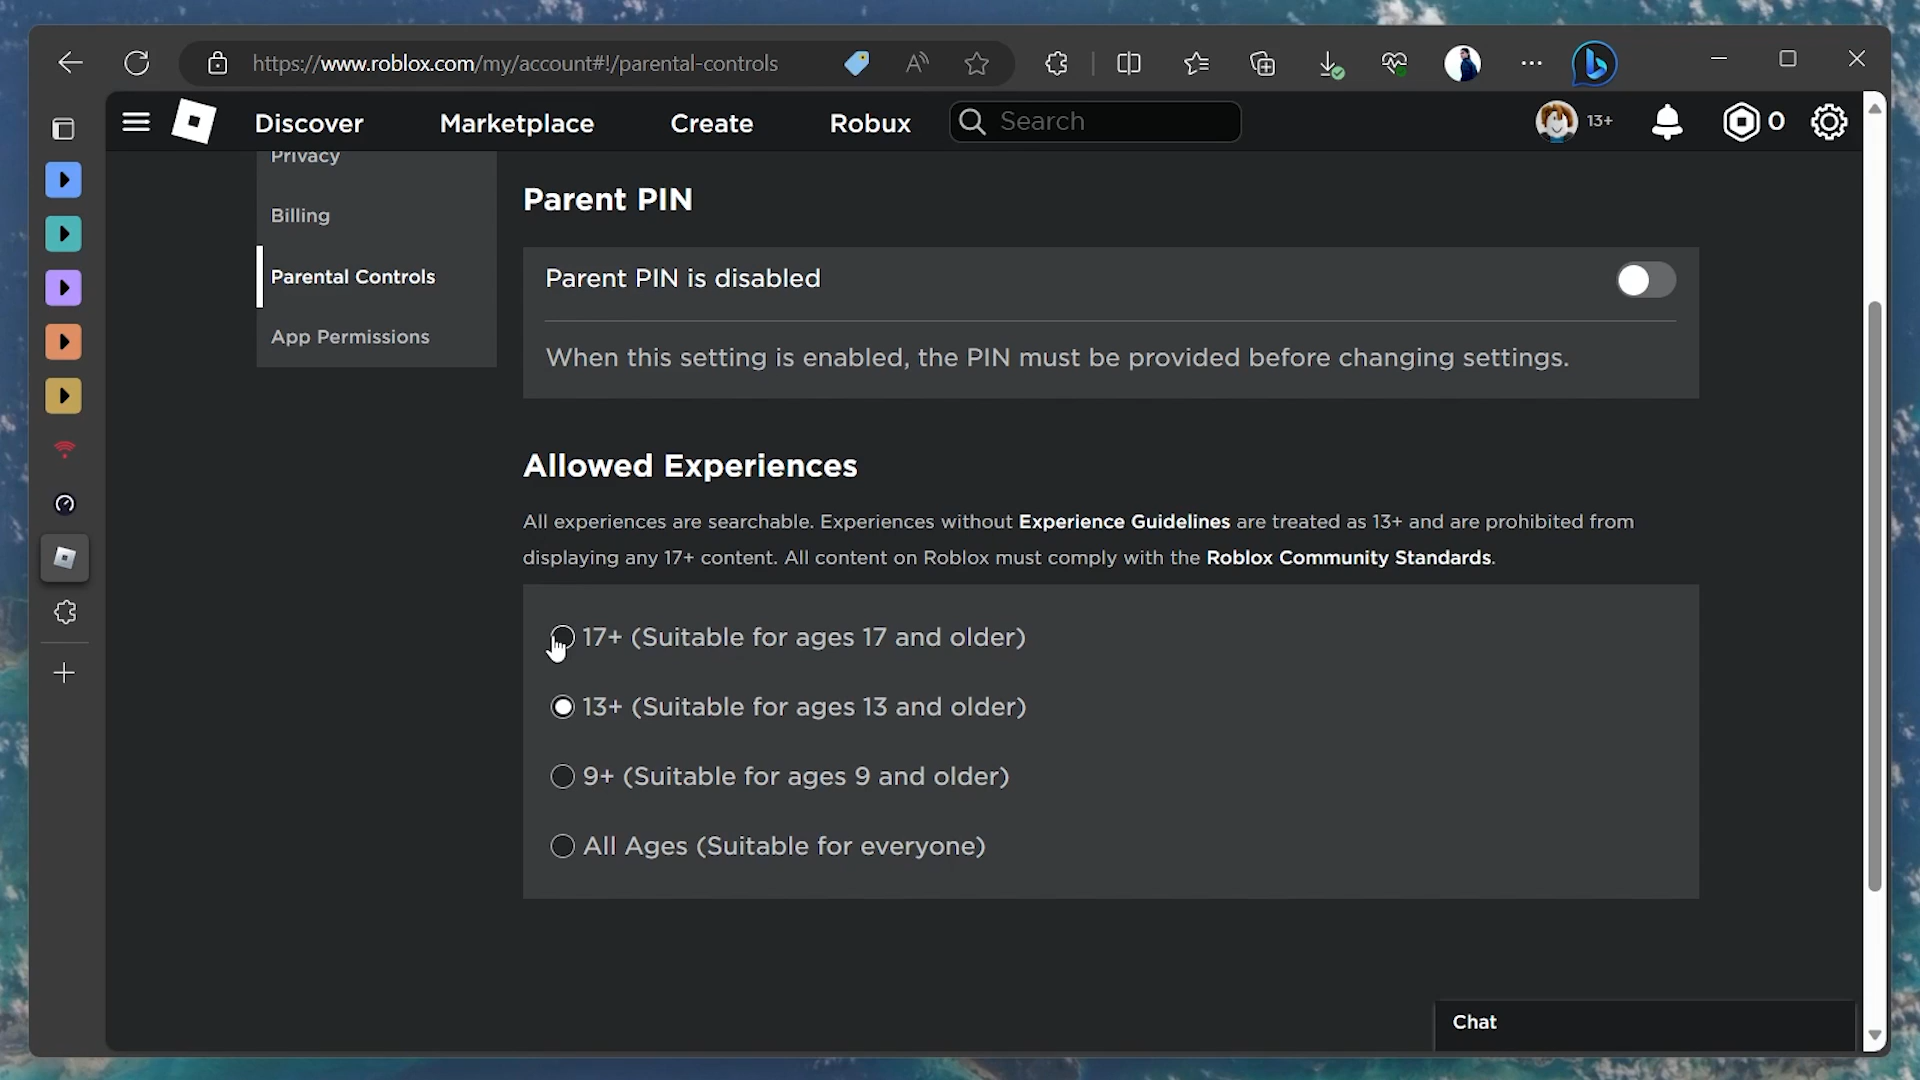 https://www.roblox.com/my/account#!/parental-controls
Discover
Marketplace
Create
Robux
Search
13+
0
Privacy
Billing
Parental Controls
App Permissions
Parent PIN
Parent PIN is disabled
When this setting is enabled, the PIN must be provided before changing settings.
Allowed Experiences
All experiences are searchable. Experiences without Experience Guidelines are treated as 13+ and are prohibited from
displaying any 17+ content. All content on Roblox must comply with the Roblox Community Standards.
17+ (Suitable for ages 17 and older)
13+ (Suitable for ages 13 and older)
9+ (Suitable for ages 9 and older)
All Ages (Suitable for everyone)
Chat